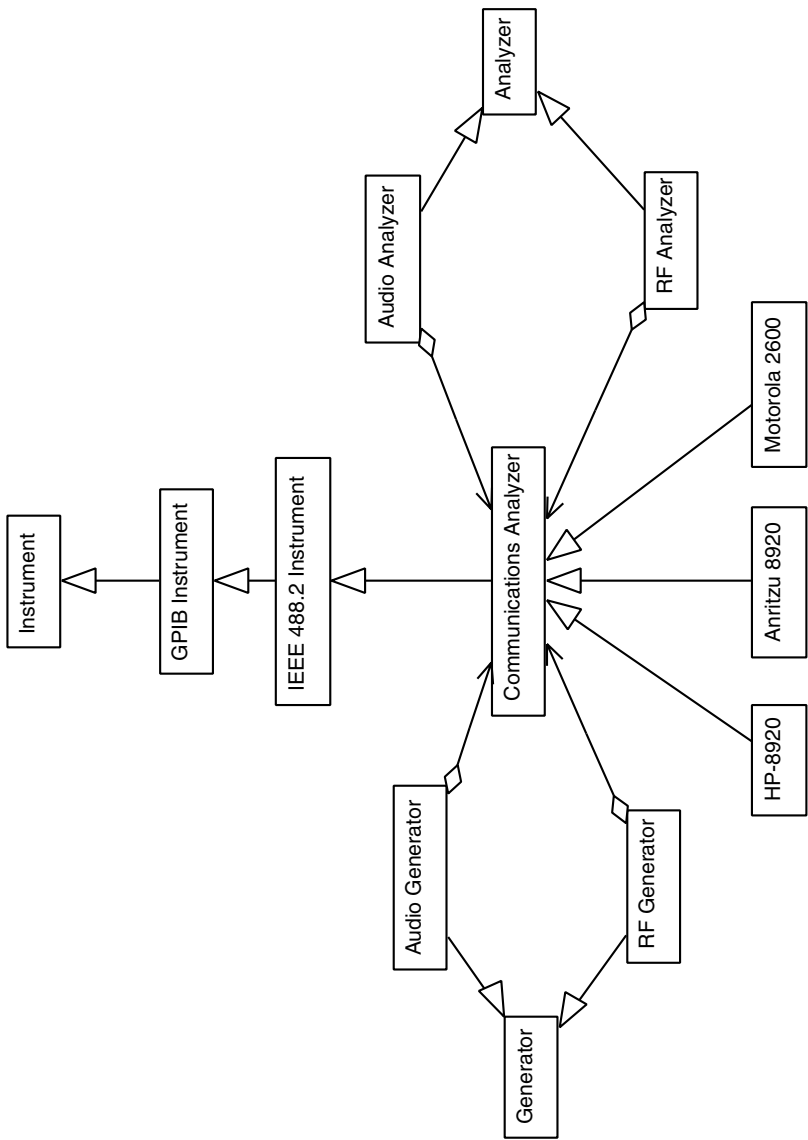 Instrument
GPIB Instrument
IEEE 488.2 Instrument
Audio Generator
Audio Analyzer
Generator
Communications Analyzer
Analyzer
RF Generator
RF Analyzer
HP-8920
Anritzu 8920
Motorola 2600